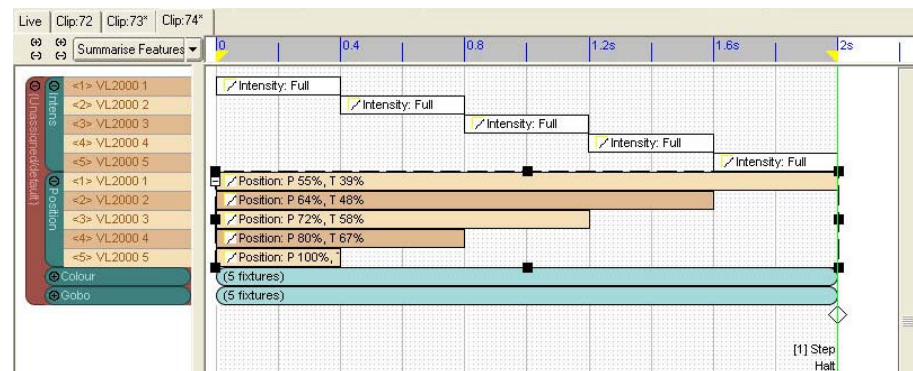 Live Clip:72 Clip:73* Clip:74*
Summarise Features
0 0.4 0.8 1.2s 1.6s 2s
(Unassigned/default)
Intens
<1> VL2000 1 Intensity: Full
<2> VL2000 2 Intensity: Full
<3> VL2000 3 Intensity: Full
<4> VL2000 4 Intensity: Full
<5> VL2000 5 Intensity: Full
Position
<1> VL2000 1 Position: P 55%, T 39%
<2> VL2000 2 Position: P 64%, T 48%
<3> VL2000 3 Position: P 72%, T 58%
<4> VL2000 4 Position: P 80%, T 67%
<5> VL2000 5 Position: P 100%,
Colour (5 fixtures)
Gobo (5 fixtures)
[1] Step
Halt